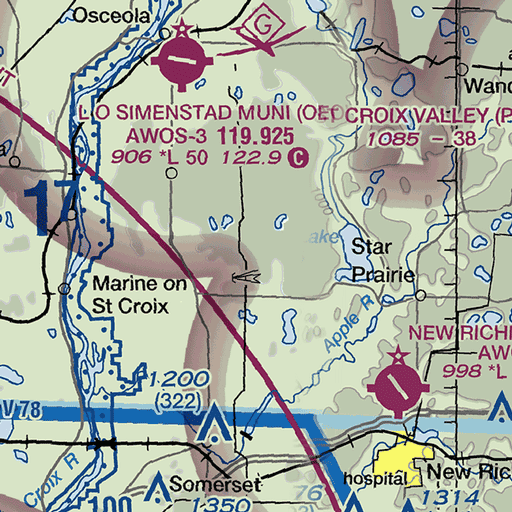 Osceola
G
Wand
L O SIMENSTAD MUNI (OEO
CROIX VALLEY (P
AWOS-3 119.925
1085 - 38
906 *L 50 122.9 C
17
Star
Prairie
Marine on
St Croix
Apple R
NEW RICH
AWO
998 *L
1200
(322)
V 78
Somerset
hospital
New Ric
Croix R
100
1350
76
1314